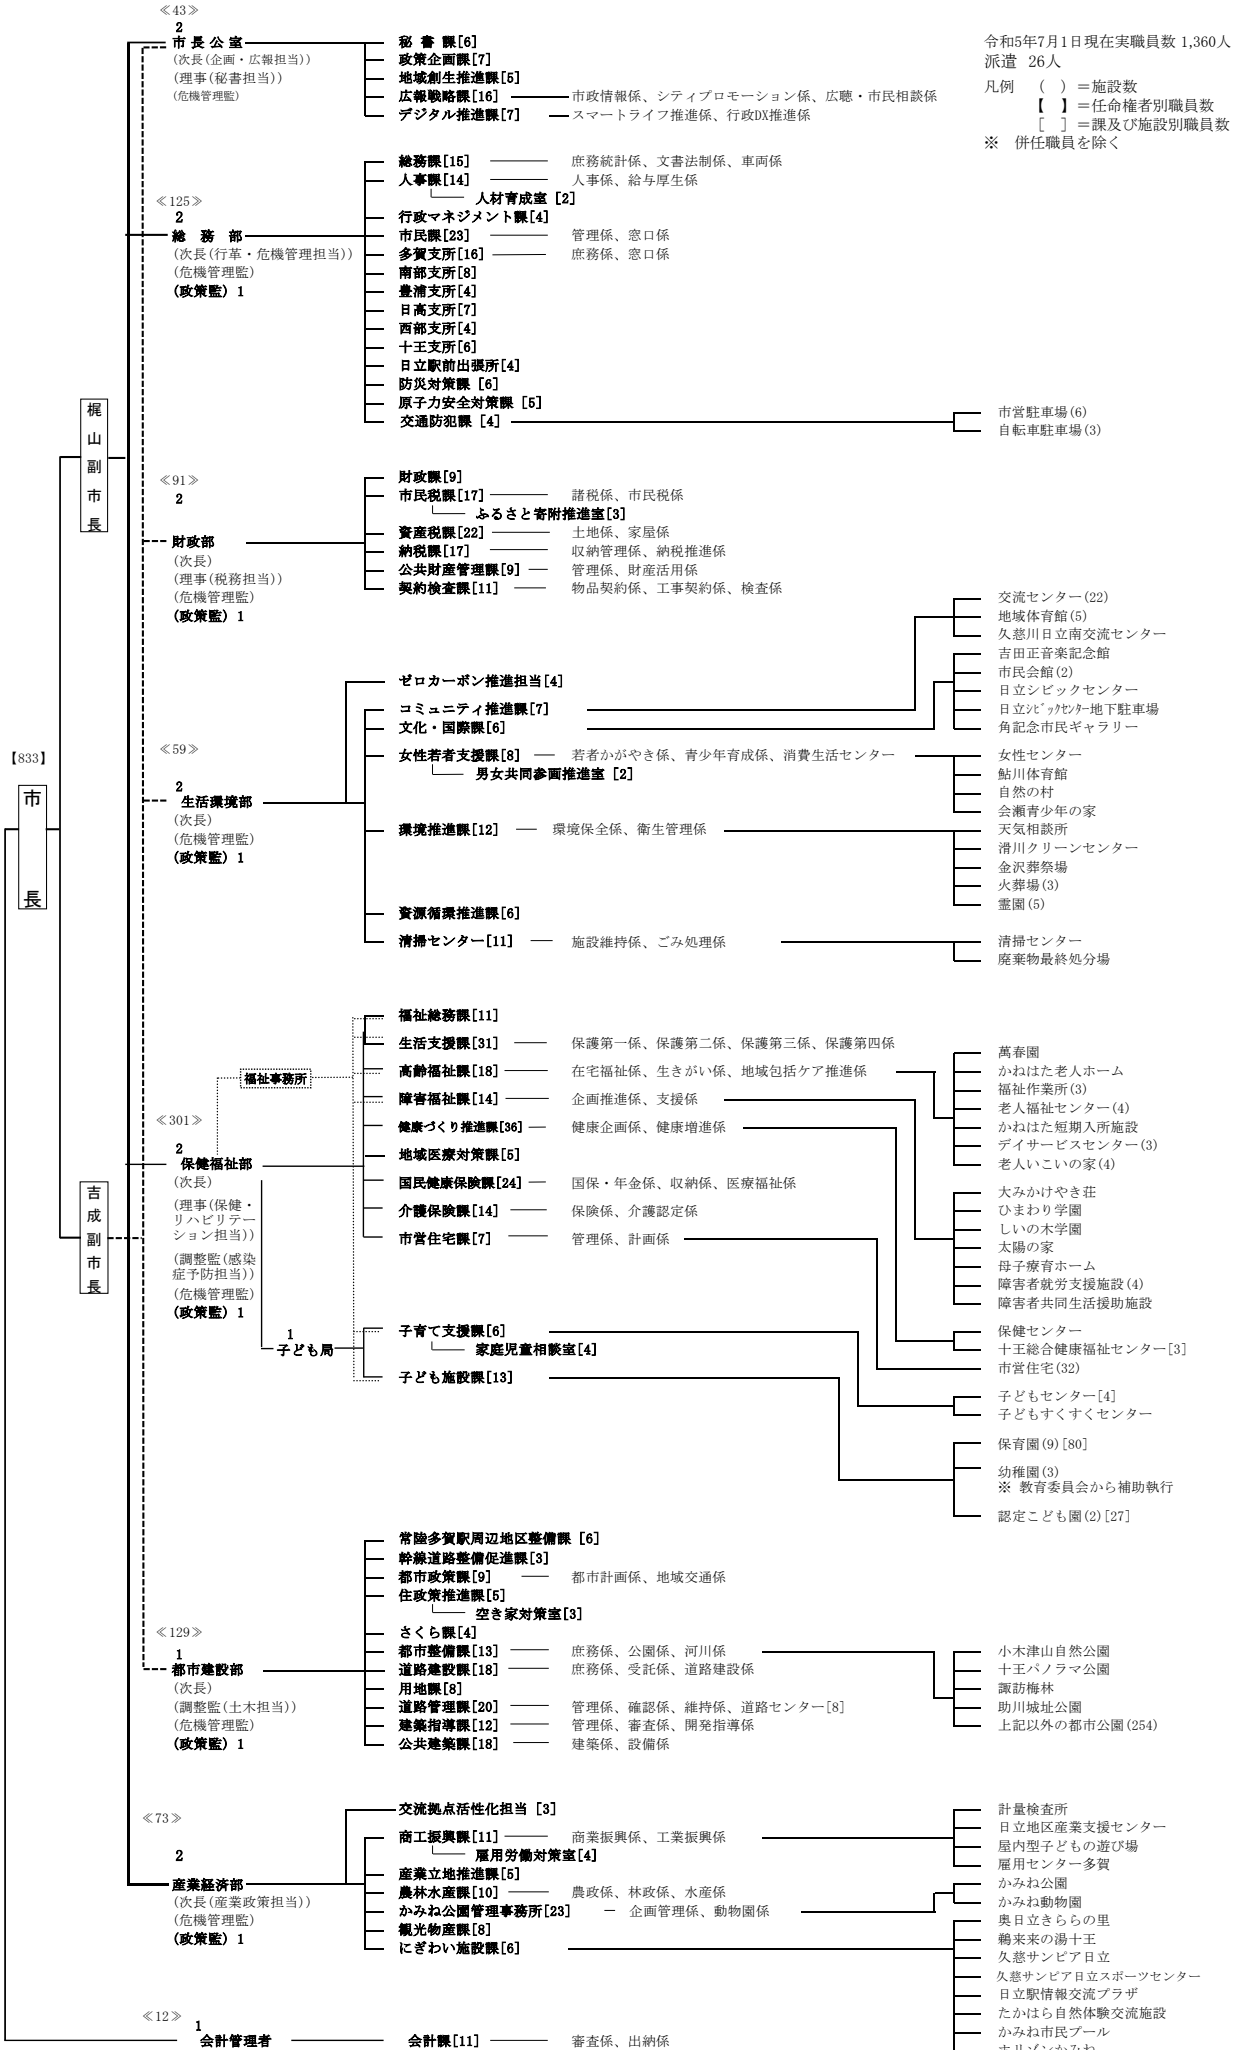 令和5年7月1日現在実職員数 1,360人
派遣 26人
凡例 ( )=施設数
【 】=任命権者別職員数
[ ]=課及び施設別職員数
※ 併任職員を除く
【833】
市長
梶山副市長
吉成副市長
≪43≫
2
市長公室
(次長(企画・広報担当))
(理事(秘書担当))
(危機管理監)
秘書課[6]
政策企画課[7]
地域創生推進課[5]
広報戦略課[16] 市政情報係、シティプロモーション係、広聴・市民相談係
デジタル推進課[7] スマートライフ推進係、行政DX推進係
≪125≫
2
総務部
(次長(行革・危機管理担当))
(危機管理監)
(政策監) 1
総務課[15] 庶務統計係、文書法制係、車両係
人事課[14] 人事係、給与厚生係
人材育成室 [2]
行政マネジメント課[4]
市民課[23] 管理係、窓口係
多賀支所[16] 庶務係、窓口係
南部支所[8]
豊浦支所[4]
日高支所[7]
西部支所[4]
十王支所[6]
日立駅前出張所[4]
防災対策課 [6]
原子力安全対策課 [5]
交通防犯課 [4]
市営駐車場(6)
自転車駐車場(3)
≪91≫
2
財政部
(次長)
(理事(税務担当))
(危機管理監)
(政策監) 1
財政課[9]
市民税課[17] 諸税係、市民税係
ふるさと寄附推進室[3]
資産税課[22] 土地係、家屋係
納税課[17] 収納管理係、納税推進係
公共財産管理課[9] 管理係、財産活用係
契約検査課[11] 物品契約係、工事契約係、検査係
≪59≫
2
生活環境部
(次長)
(危機管理監)
(政策監) 1
ゼロカーボン推進担当[4]
コミュニティ推進課[7]
文化・国際課[6]
女性若者支援課[8] 若者かがやき係、青少年育成係、消費生活センター
男女共同参画推進室 [2]
環境推進課[12] 環境保全係、衛生管理係
資源循環推進課[6]
清掃センター[11] 施設維持係、ごみ処理係
交流センター(22)
地域体育館(5)
久慈川日立南交流センター
吉田正音楽記念館
市民会館(2)
日立シビックセンター
日立シビックセンター地下駐車場
角記念市民ギャラリー
女性センター
鮎川体育館
自然の村
会瀬青少年の家
天気相談所
滑川クリーンセンター
金沢葬祭場
火葬場(3)
霊園(5)
清掃センター
廃棄物最終処分場
福祉事務所
≪301≫
2
保健福祉部
(次長)
(理事(保健・
リハビリテー
ション担当))
(調整監(感染
症予防担当))
(危機管理監)
(政策監) 1
1
子ども局
福祉総務課[11]
生活支援課[31] 保護第一係、保護第二係、保護第三係、保護第四係
高齢福祉課[18] 在宅福祉係、生きがい係、地域包括ケア推進係
障害福祉課[14] 企画推進係、支援係
健康づくり推進課[36] 健康企画係、健康増進係
地域医療対策課[5]
国民健康保険課[24] 国保・年金係、収納係、医療福祉係
介護保険課[14] 保険係、介護認定係
市営住宅課[7] 管理係、計画係
子育て支援課[6]
家庭児童相談室[4]
子ども施設課[13]
萬春園
かねはた老人ホーム
福祉作業所(3)
老人福祉センター(4)
かねはた短期入所施設
デイサービスセンター(3)
老人いこいの家(4)
大みかけやき荘
ひまわり学園
しいの木学園
太陽の家
母子療育ホーム
障害者就労支援施設(4)
障害者共同生活援助施設
保健センター
十王総合健康福祉センター[3]
市営住宅(32)
子どもセンター[4]
子どもすくすくセンター
保育園(9)[80]
幼稚園(3)
※ 教育委員会から補助執行
認定こども園(2)[27]
≪129≫
1
都市建設部
(次長)
(調整監(土木担当))
(危機管理監)
(政策監) 1
常陸多賀駅周辺地区整備課 [6]
幹線道路整備促進課[3]
都市政策課[9] 都市計画係、地域交通係
住政策推進課[5]
空き家対策室[3]
さくら課[4]
都市整備課[13] 庶務係、公園係、河川係
道路建設課[18] 庶務係、受託係、道路建設係
用地課[8]
道路管理課[20] 管理係、確認係、維持係、道路センター[8]
建築指導課[12] 管理係、審査係、開発指導係
公共建築課[18] 建築係、設備係
小木津山自然公園
十王パノラマ公園
諏訪梅林
助川城址公園
上記以外の都市公園(254)
≪73≫
2
産業経済部
(次長(産業政策担当))
(危機管理監)
(政策監) 1
交流拠点活性化担当 [3]
商工振興課[11] 商業振興係、工業振興係
雇用労働対策室[4]
産業立地推進課[5]
農林水産課[10] 農政係、林政係、水産係
かみね公園管理事務所[23] 企画管理係、動物園係
観光物産課[8]
にぎわい施設課[6]
計量検査所
日立地区産業支援センター
屋内型子どもの遊び場
雇用センター多賀
かみね公園
かみね動物園
奥日立きららの里
鵜来来の湯十王
久慈サンピア日立
久慈サンピア日立スポーツセンター
日立駅情報交流プラザ
たかはら自然体験交流施設
かみね市民プール
ホリゾンかみね
≪12≫
1
会計管理者
会計課[11] 審査係、出納係